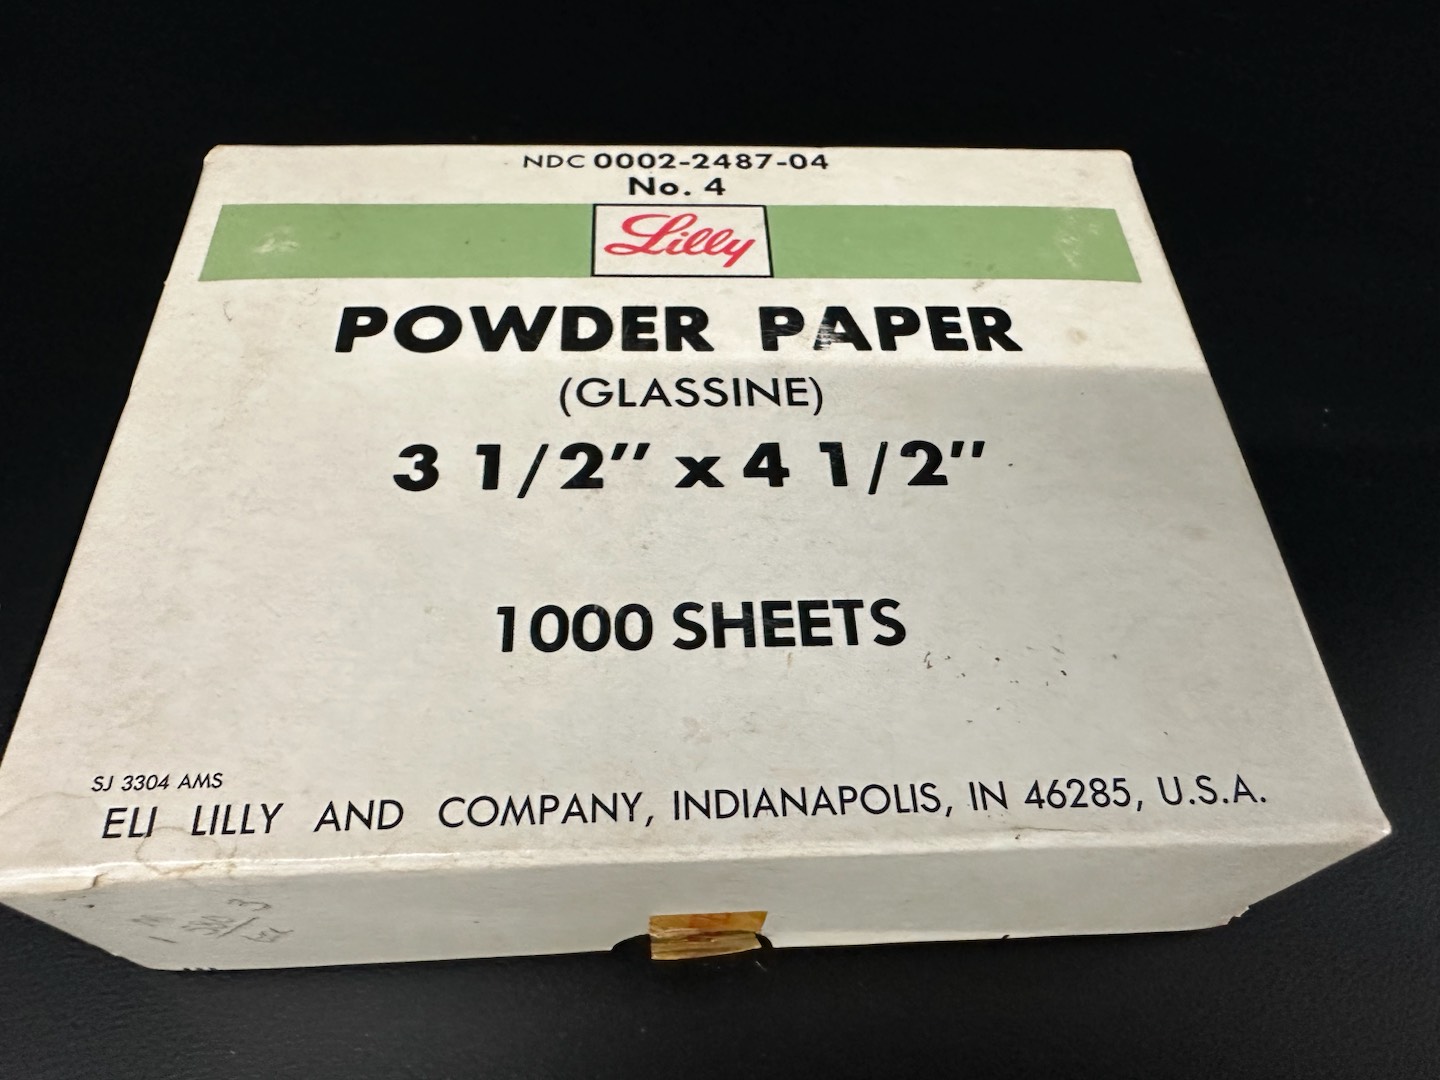 NDC 0002-2487-04
No. 4
Lilly
POWDER PAPER
(GLASSINE)
3 1/2" x 4 1/2"
1000 SHEETS
SJ 3304 AMS
ELI LILLY AND COMPANY, INDIANAPOLIS, IN 46285, U.S.A.